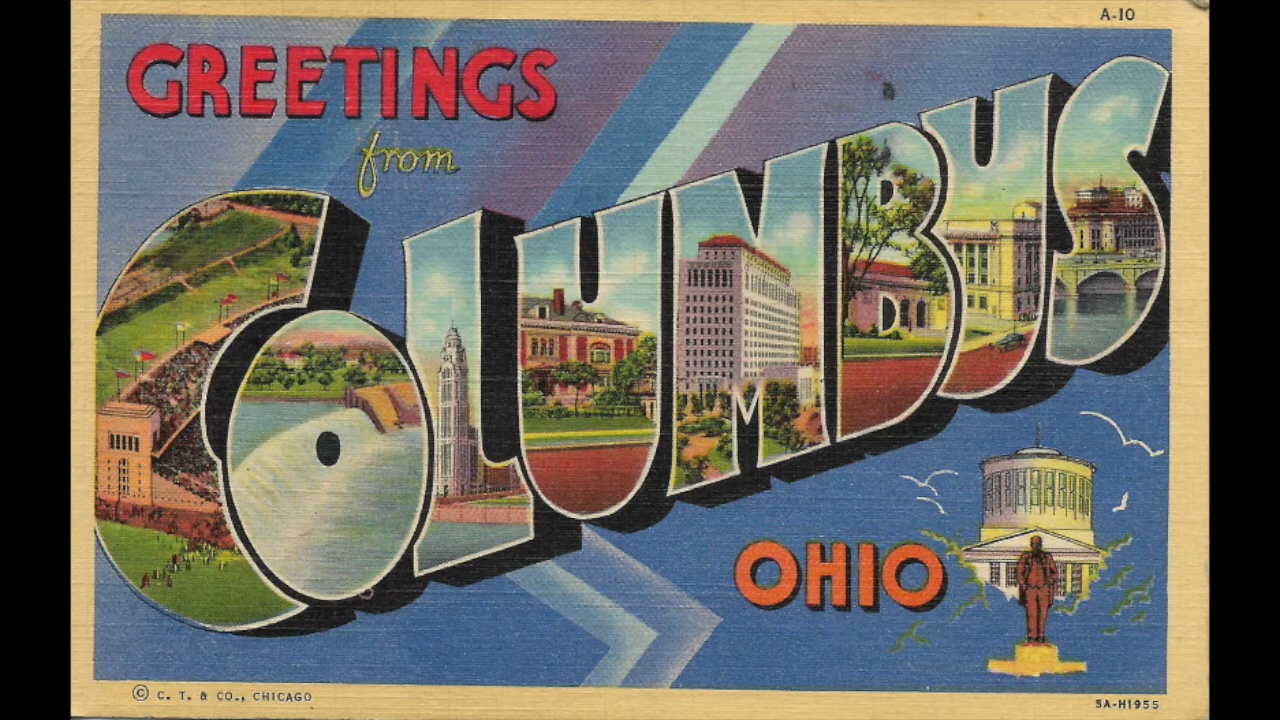 A-10
GREETINGS
from
COLUMBUS
OHIO
© C. T. & CO., CHICAGO
5A-H1955